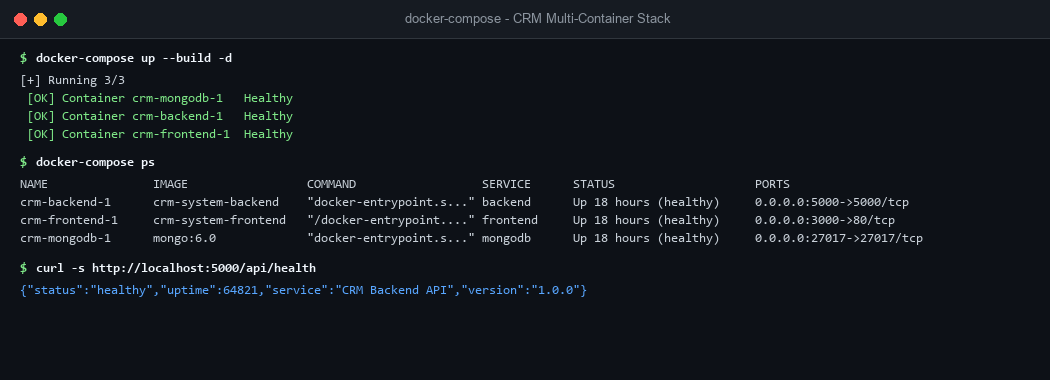 docker-compose - CRM Multi-Container Stack
$ docker-compose up --build -d
[+] Running 3/3
[OK] Container crm-mongodb-1 Healthy
[OK] Container crm-backend-1 Healthy
[OK] Container crm-frontend-1 Healthy
$ docker-compose ps
NAME IMAGE COMMAND SERVICE STATUS PORTS
crm-backend-1 crm-system-backend "docker-entrypoint.s..." backend Up 18 hours (healthy) 0.0.0.0:5000->5000/tcp
crm-frontend-1 crm-system-frontend "/docker-entrypoint...." frontend Up 18 hours (healthy) 0.0.0.0:3000->80/tcp
crm-mongodb-1 mongo:6.0 "docker-entrypoint.s..." mongodb Up 18 hours (healthy) 0.0.0.0:27017->27017/tcp
$ curl -s http://localhost:5000/api/health
{"status":"healthy","uptime":64821,"service":"CRM Backend API","version":"1.0.0"}